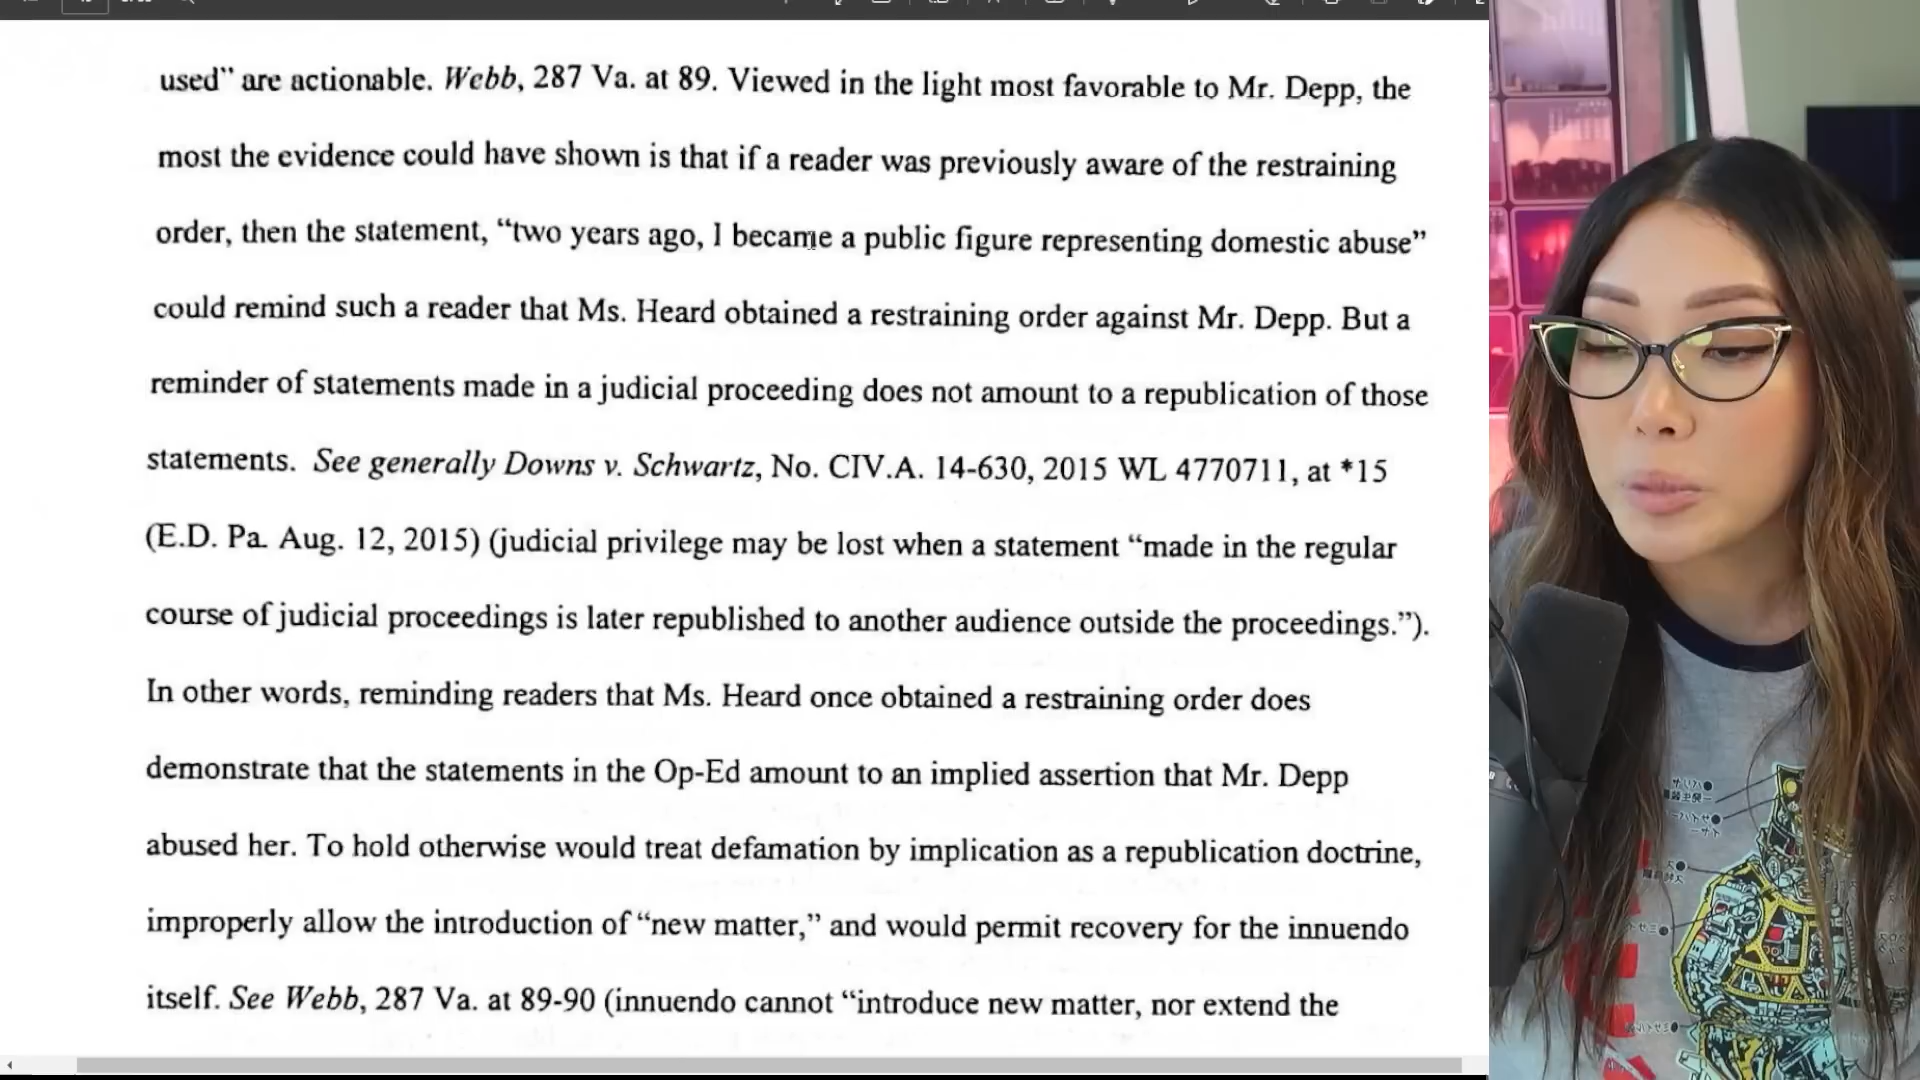 used” are actionable. Webb, 287 Va. at 89. Viewed in the light most favorable to Mr. Depp, the
most the evidence could have shown is that if a reader was previously aware of the restraining
order, then the statement, “two years ago, I became a public figure representing domestic abuse”
could remind such a reader that Ms. Heard obtained a restraining order against Mr. Depp. But a
reminder of statements made in a judicial proceeding does not amount to a republication of those
statements. See generally Downs v. Schwartz, No. CIV.A. 14-630, 2015 WL 4770711, at *15
(E.D. Pa. Aug. 12, 2015) (judicial privilege may be lost when a statement “made in the regular
course of judicial proceedings is later republished to another audience outside the proceedings.”).
In other words, reminding readers that Ms. Heard once obtained a restraining order does
demonstrate that the statements in the Op-Ed amount to an implied assertion that Mr. Depp
abused her. To hold otherwise would treat defamation by implication as a republication doctrine,
improperly allow the introduction of “new matter,” and would permit recovery for the innuendo
itself. See Webb, 287 Va. at 89-90 (innuendo cannot “introduce new matter, nor extend the